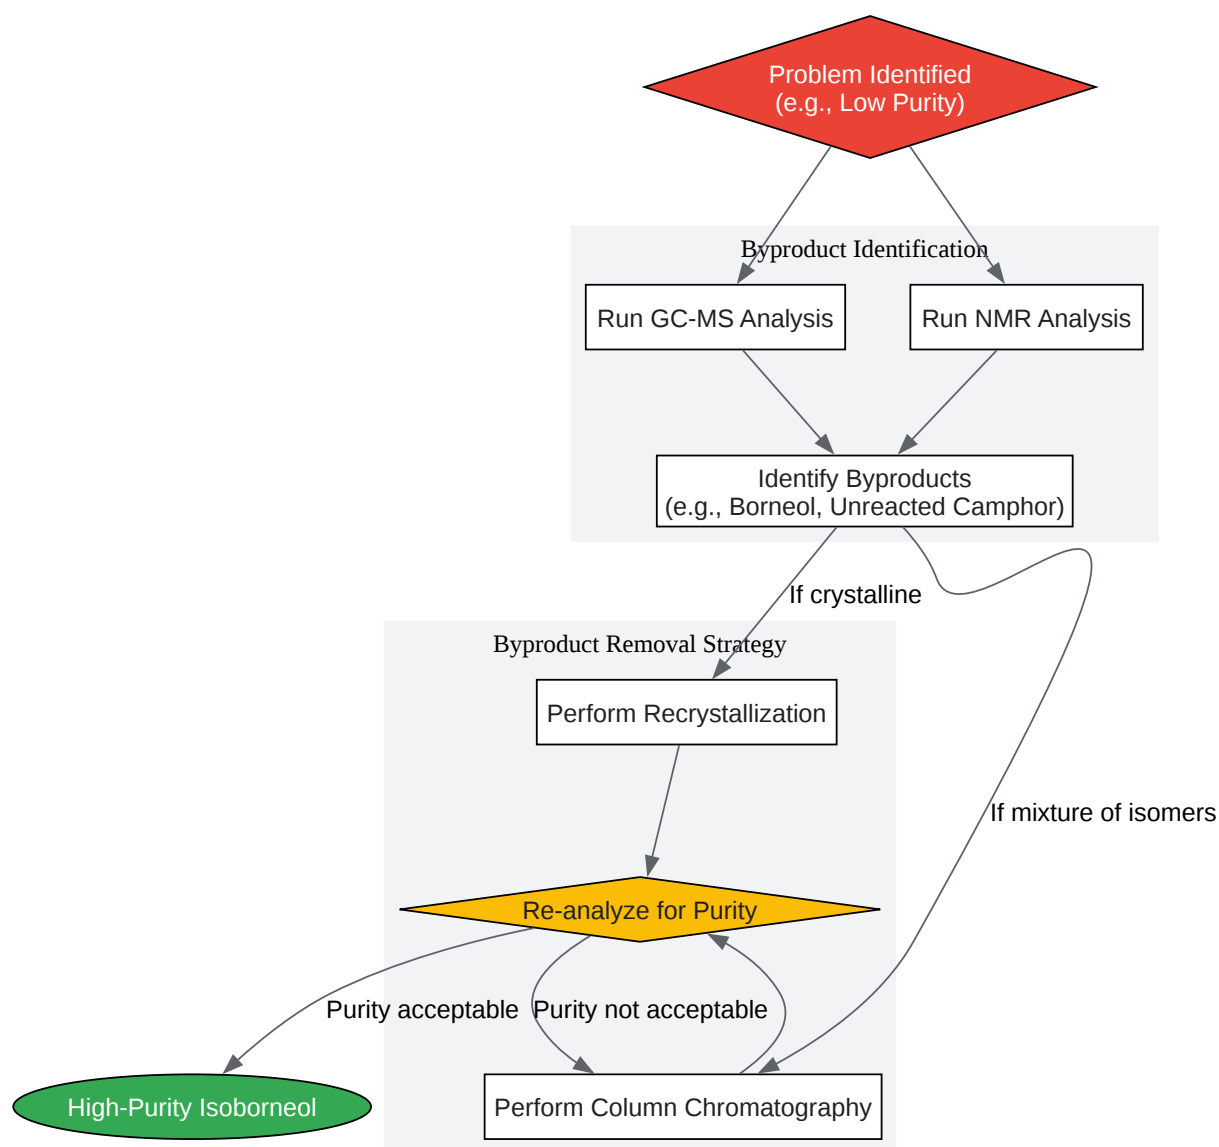 Problem Identified
(e.g., Low Purity)
Byproduct Identification
Run GC-MS Analysis
Run NMR Analysis
Identify Byproducts
(e.g., Borneol, Unreacted Camphor)
If crystalline
Byproduct Removal Strategy
Perform Recrystallization
If mixture of isomers
Re-analyze for Purity
Purity acceptable
Purity not acceptable
High-Purity Isoborneol
Perform Column Chromatography